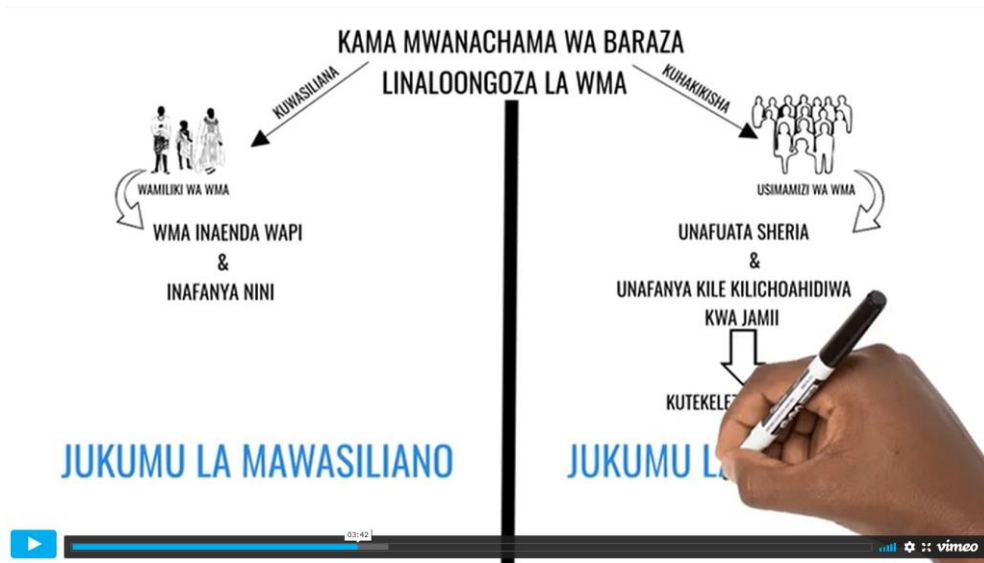 KAMA MWANACHAMA WA BARAZA
LINALOONGOZA LA WMA
KUWASILIANA
WAMILIKI WA WMA
WMA INAENDA WAPI
&
INAFANYA NINI
JUKUMU LA MAWASILIANO
KUHAKIKISHA
USIMAMIZI WA WMA
UNAFUATA SHERIA
&
UNAFANYA KILE KILICHOAHIDIWA
KWA JAMII
JUKUMU
03:42
vimeo